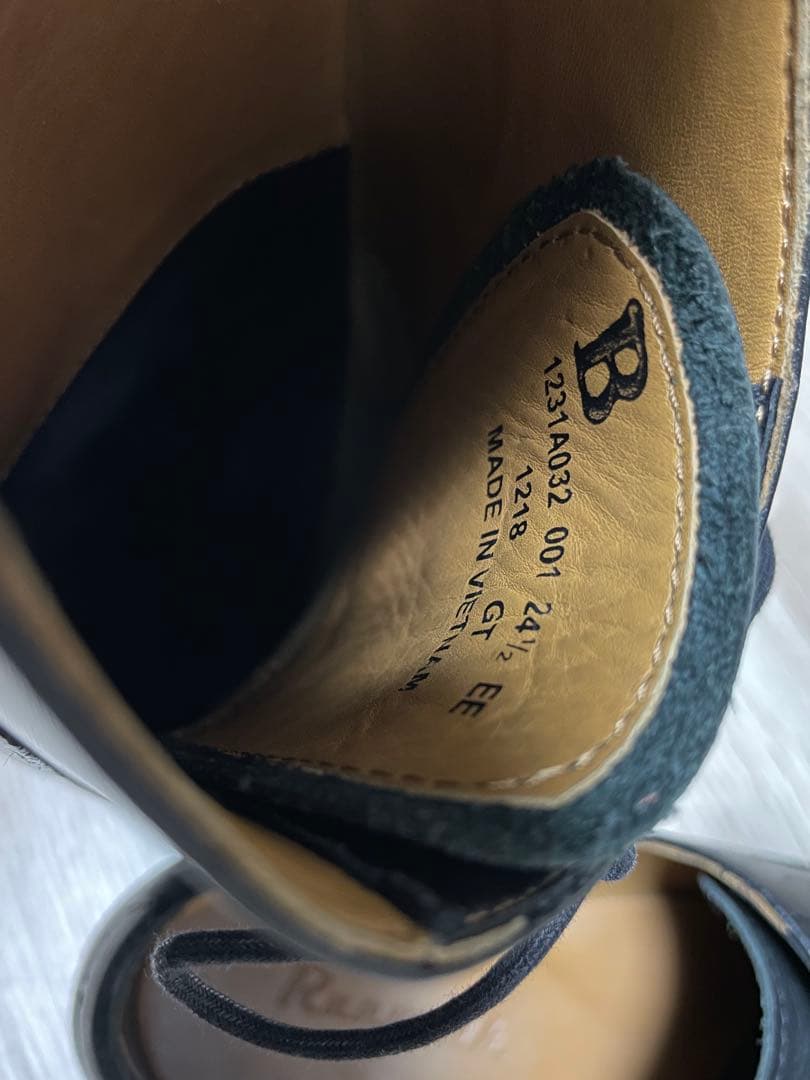 B
1231A032 001 24½ EE
1218 GT
MADE IN VIETNAM